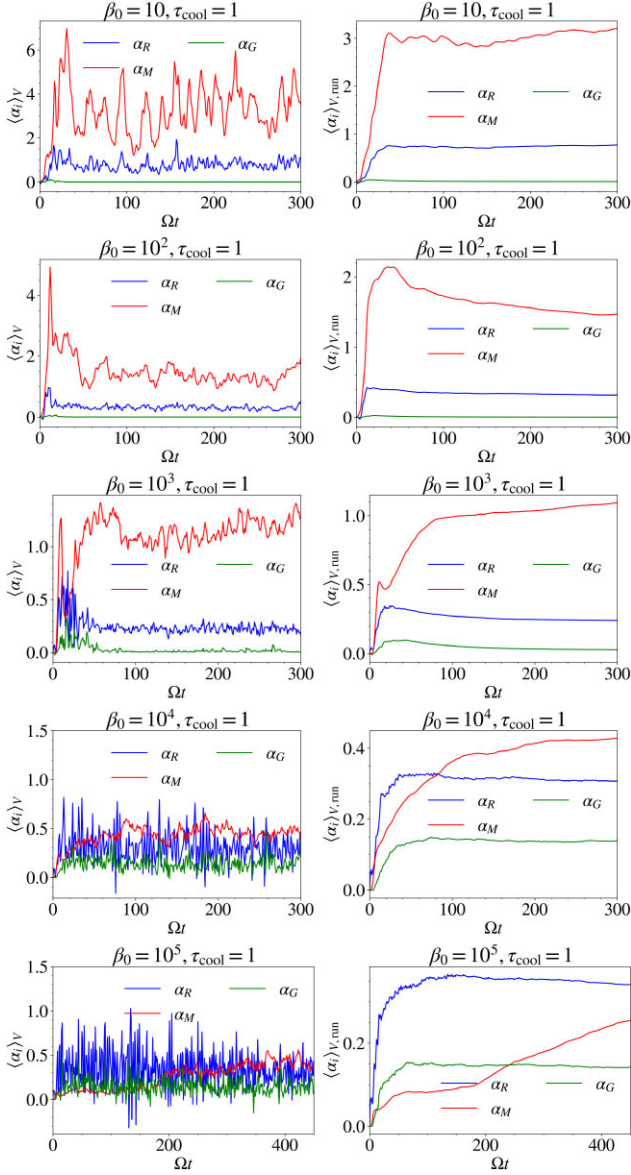 β₀ = 10, τcool = 1
⟨αᵢ⟩V
6
4
2
0
αR
αG
αM
0 100 200 300
Ωt
β₀ = 10, τcool = 1
⟨αᵢ⟩V,run
3
2
1
0
αR
αG
αM
0 100 200 300
Ωt
β₀ = 10², τcool = 1
⟨αᵢ⟩V
4
2
0
αR
αG
αM
0 100 200 300
Ωt
β₀ = 10², τcool = 1
⟨αᵢ⟩V,run
2
1
0
αR
αG
αM
0 100 200 300
Ωt
β₀ = 10³, τcool = 1
⟨αᵢ⟩V
1.0
0.5
0.0
αR
αG
αM
0 100 200 300
Ωt
β₀ = 10³, τcool = 1
⟨αᵢ⟩V,run
1.0
0.5
0.0
αR
αG
αM
0 100 200 300
Ωt
β₀ = 10⁴, τcool = 1
⟨αᵢ⟩V
1.5
1.0
0.5
0.0
αR
αG
αM
0 100 200 300
Ωt
β₀ = 10⁴, τcool = 1
⟨αᵢ⟩V,run
0.4
0.2
0.0
αR
αG
αM
0 100 200 300
Ωt
β₀ = 10⁵, τcool = 1
⟨αᵢ⟩V
1.5
1.0
0.5
0.0
αR
αG
αM
0 200 400
Ωt
β₀ = 10⁵, τcool = 1
⟨αᵢ⟩V,run
0.2
0.0
αR
αG
αM
0 200 400
Ωt